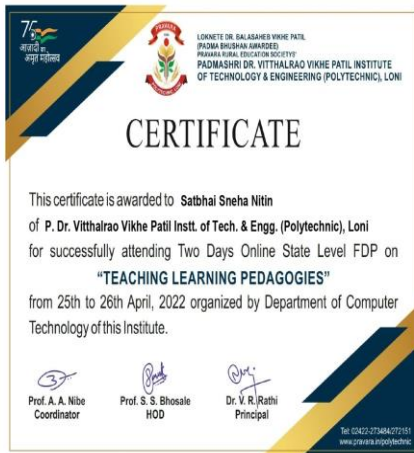 75
आज़ादी का
अमृत महोत्सव
PRAVARA
LOKNETE DR. BALASAHEB VIKHE PATIL
(PADMA BHUSHAN AWARDEE)
PRAVARA RURAL EDUCATION SOCIETYS'
PADMASHRI DR. VITTHALRAO VIKHE PATIL INSTITUTE
OF TECHNOLOGY & ENGINEERING (POLYTECHNIC), LONI
CERTIFICATE
This certificate is awarded to Satbhai Sneha Nitin
of P. Dr. Vitthalrao Vikhe Patil Instt. of Tech. & Engg. (Polytechnic), Loni
for successfully attending Two Days Online State Level FDP on
“TEACHING LEARNING PEDAGOGIES”
from 25th to 26th April, 2022 organized by Department of Computer
Technology of this Institute.
Prof. A. A. Nibe
Coordinator
Prof. S. S. Bhosale
HOD
Dr. V. R. Rathi
Principal
Tel: 02422-273484/272151
www.pravara.in/polytechnic